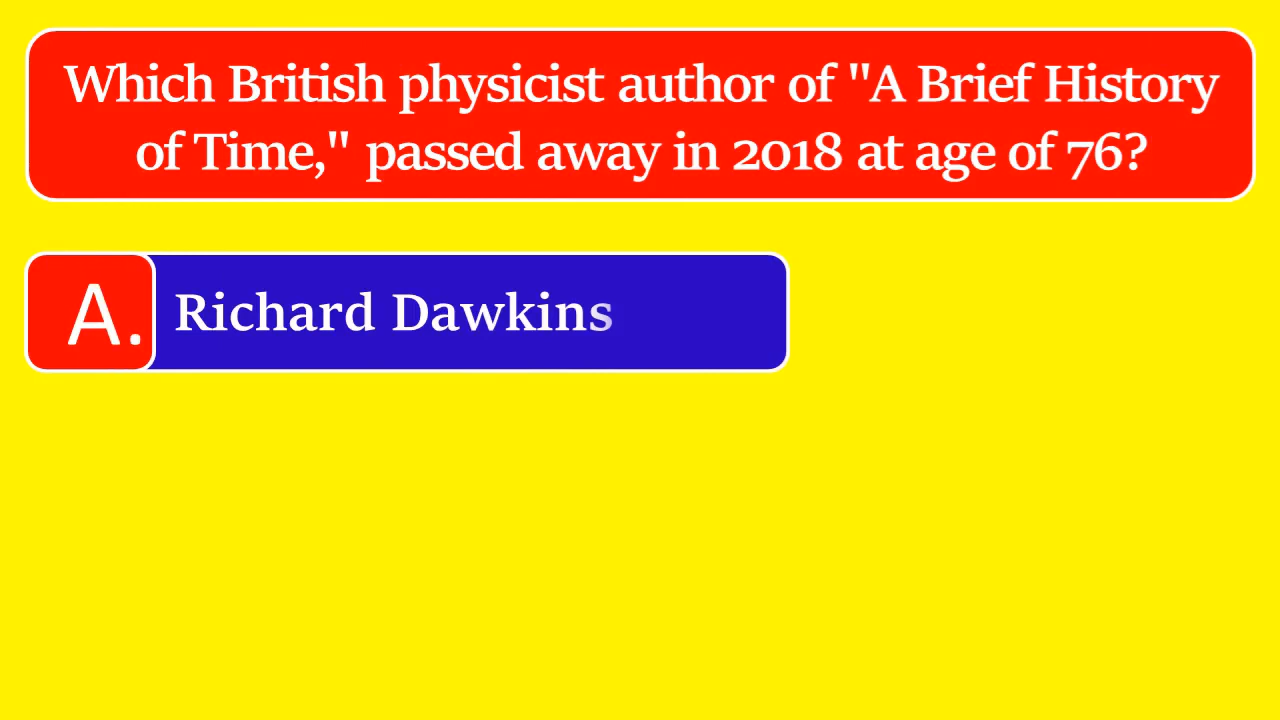 Which British physicist author of "A Brief History
of Time," passed away in 2018 at age of 76?
A. Richard Dawkins